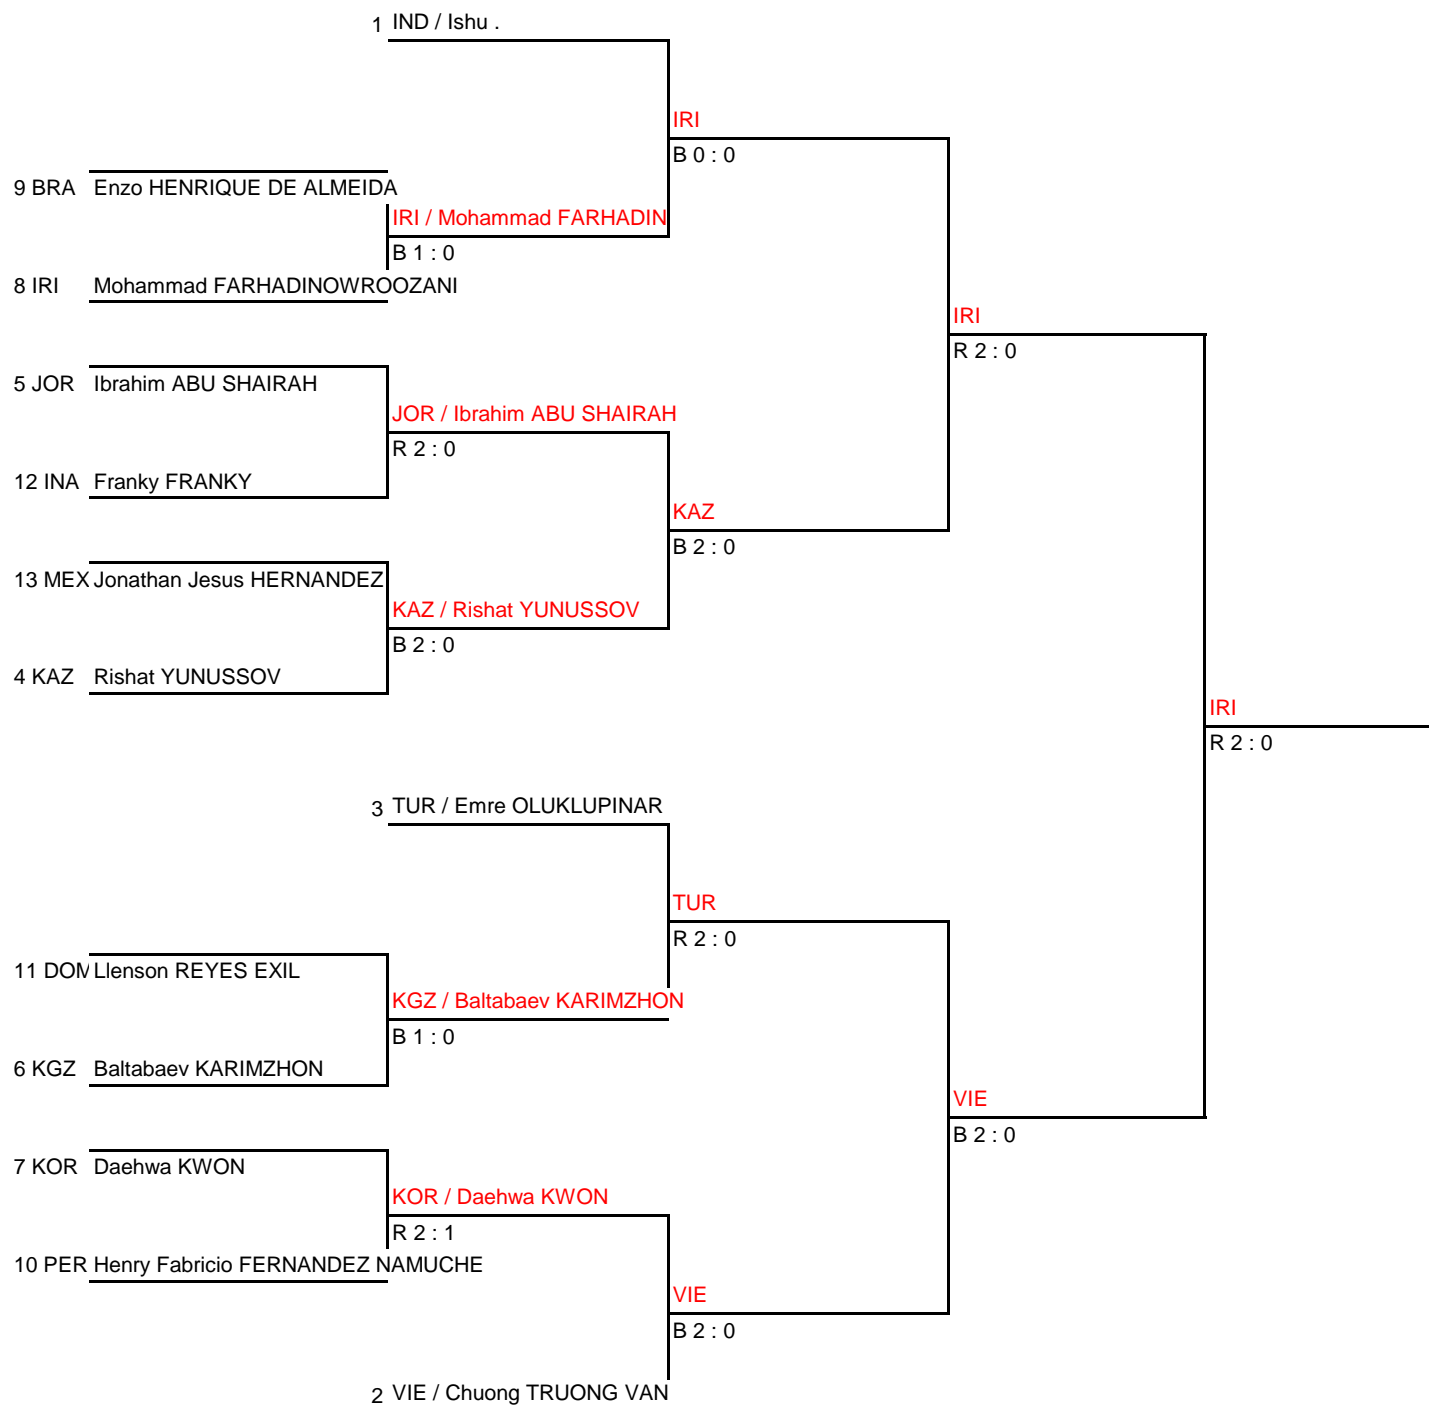 1 IND / Ishu .
IRI
B 0 : 0
9 BRA Enzo HENRIQUE DE ALMEIDA
IRI / Mohammad FARHADIN
B 1 : 0
8 IRI Mohammad FARHADINOWROOZANI
IRI
R 2 : 0
5 JOR Ibrahim ABU SHAIRAH
JOR / Ibrahim ABU SHAIRAH
R 2 : 0
12 INA Franky FRANKY
KAZ
B 2 : 0
13 MEX Jonathan Jesus HERNANDEZ
KAZ / Rishat YUNUSSOV
B 2 : 0
4 KAZ Rishat YUNUSSOV
IRI
R 2 : 0
3 TUR / Emre OLUKLUPINAR
TUR
R 2 : 0
11 DOM Llenson REYES EXIL
KGZ / Baltabaev KARIMZHON
B 1 : 0
6 KGZ Baltabaev KARIMZHON
VIE
B 2 : 0
7 KOR Daehwa KWON
KOR / Daehwa KWON
R 2 : 1
10 PER Henry Fabricio FERNANDEZ NAMUCHE
VIE
B 2 : 0
2 VIE / Chuong TRUONG VAN